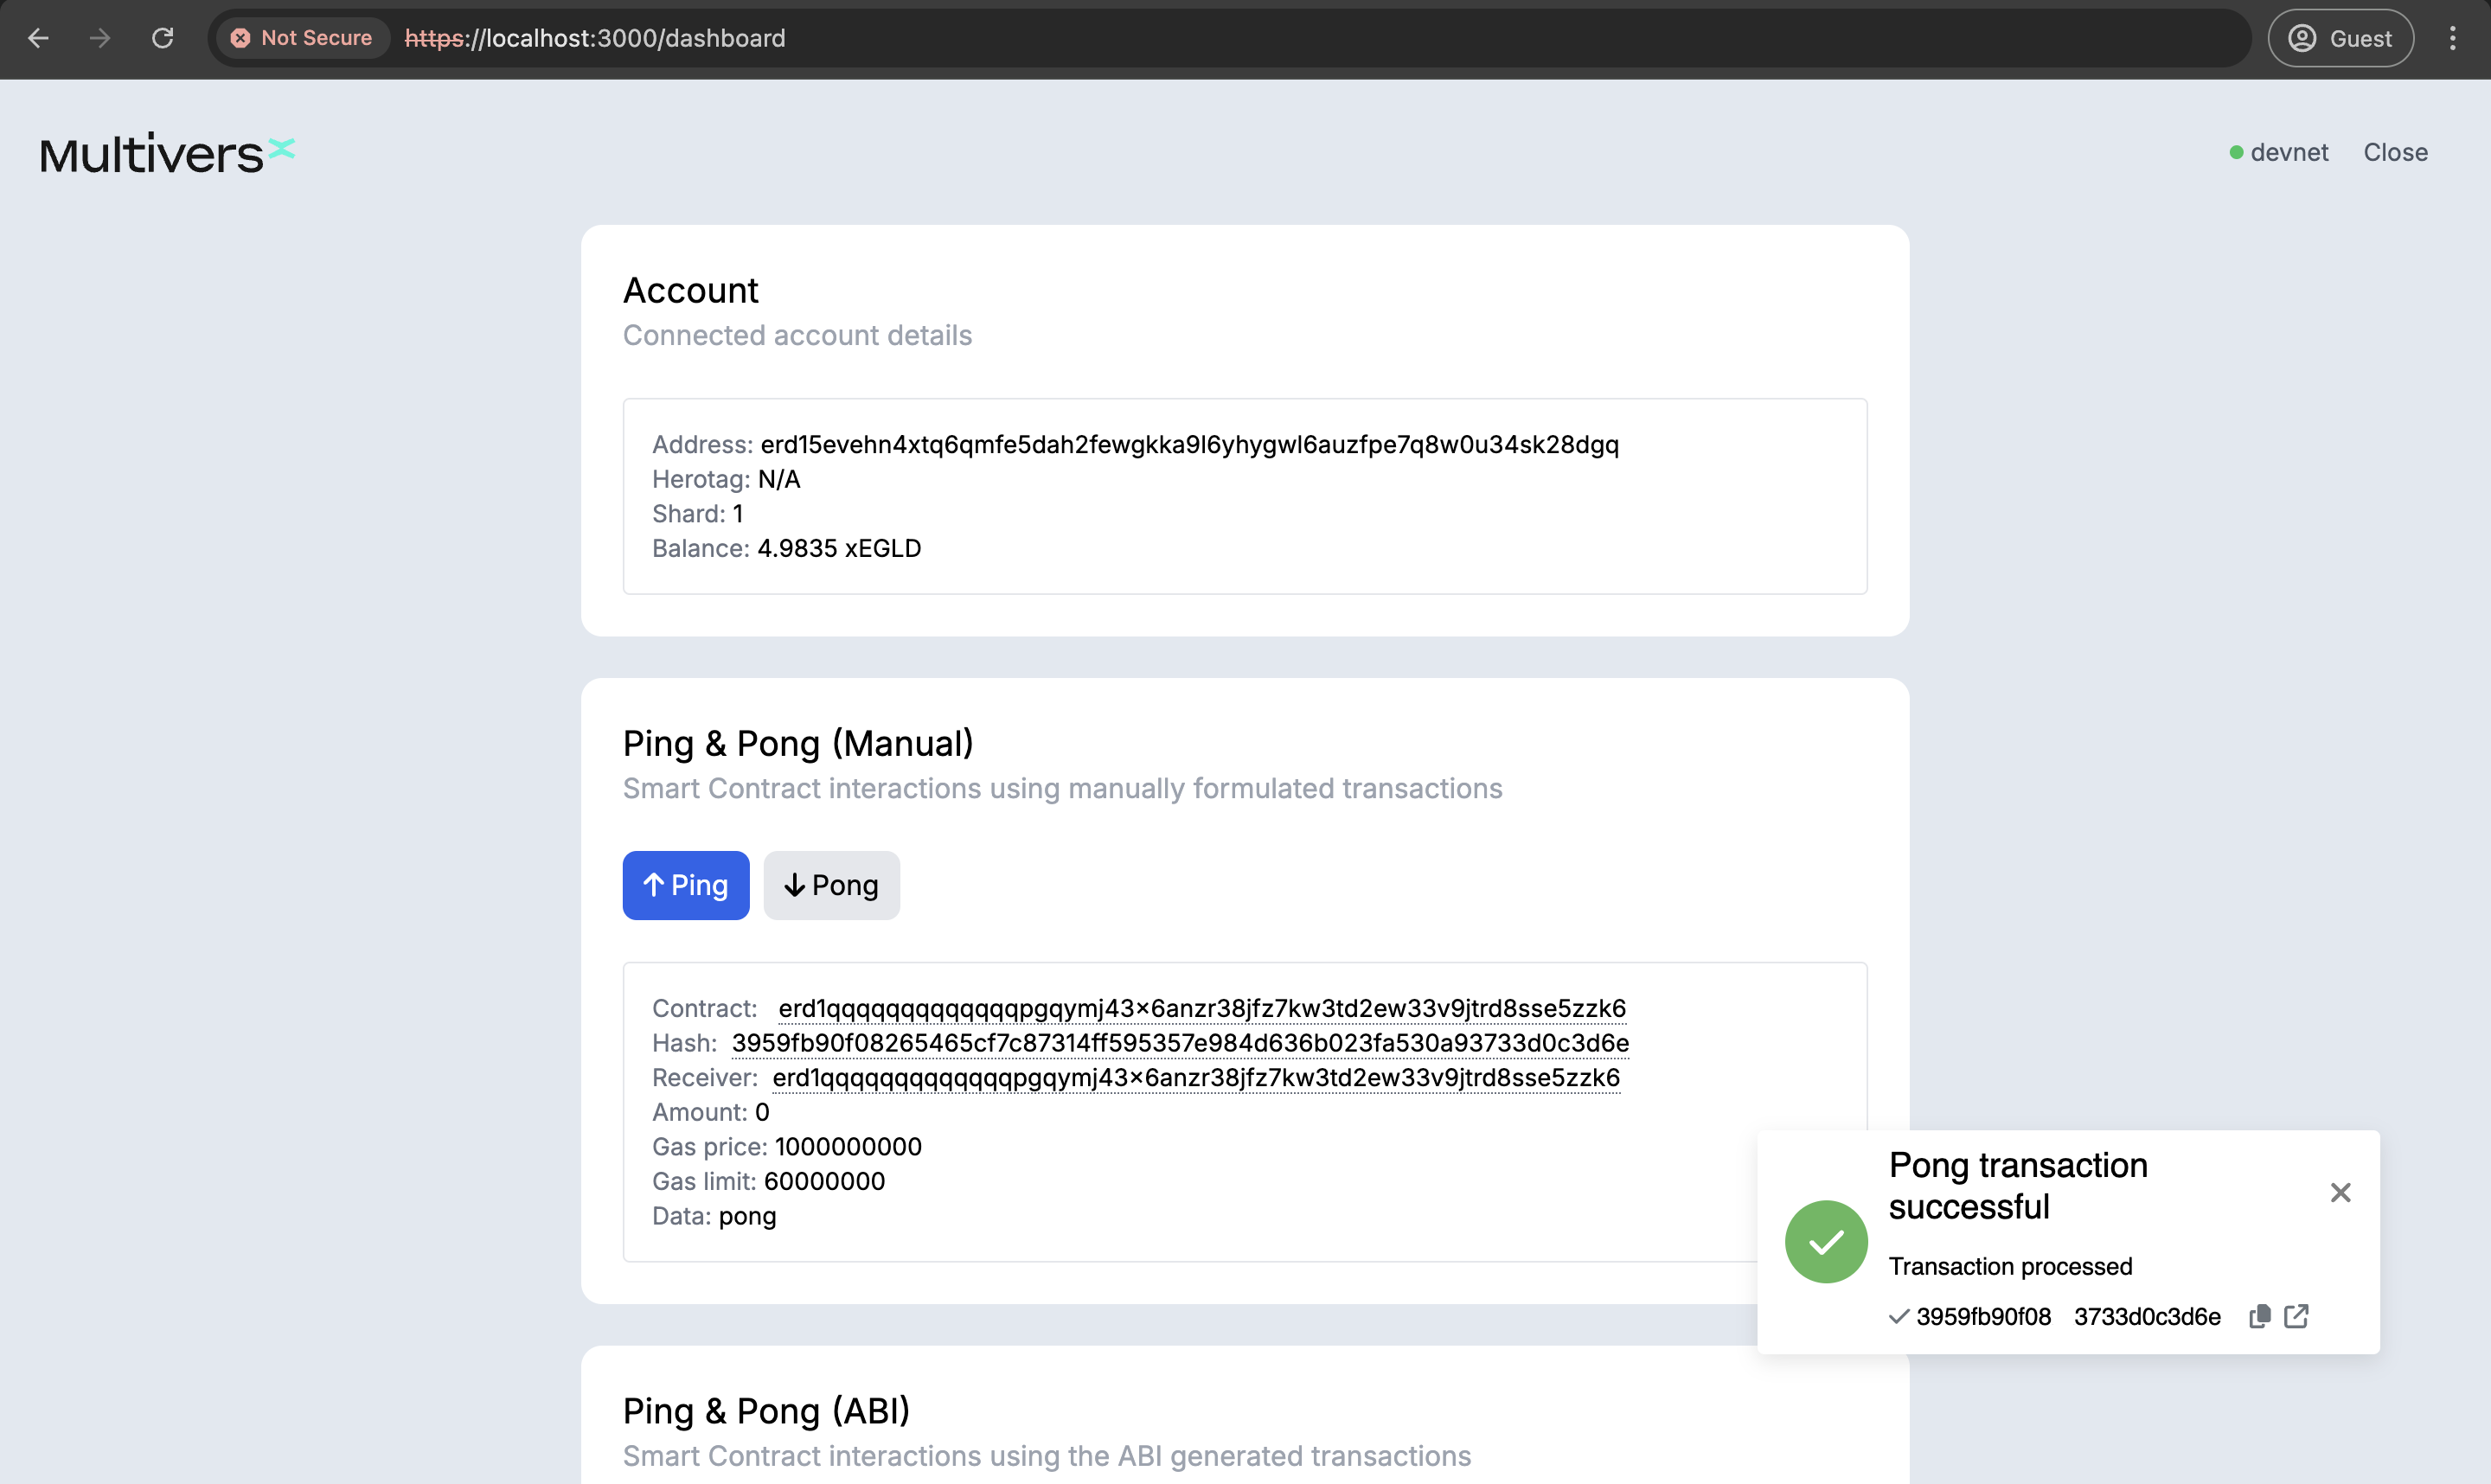 Not Secure https://localhost:3000/dashboard Guest
Multivers
devnet Close
Account
Connected account details
Address: erd15evehn4xtq6qmfe5dah2fewgkka9l6yhygwl6auzfpe7q8w0u34sk28dgq
Herotag: N/A
Shard: 1
Balance: 4.9835 xEGLD
Ping & Pong (Manual)
Smart Contract interactions using manually formulated transactions
Ping Pong
Contract: erd1qqqqqqqqqqqqqpgqymj43x6anzr38jfz7kw3td2ew33v9jtrd8sse5zzk6
Hash: 3959fb90f08265465cf7c87314ff595357e984d636b023fa530a93733d0c3d6e
Receiver: erd1qqqqqqqqqqqqqpgqymj43x6anzr38jfz7kw3td2ew33v9jtrd8sse5zzk6
Amount: 0
Gas price: 1000000000
Gas limit: 60000000
Data: pong
Pong transaction
successful
Transaction processed
3959fb90f08 3733d0c3d6e
Ping & Pong (ABI)
Smart Contract interactions using the ABI generated transactions